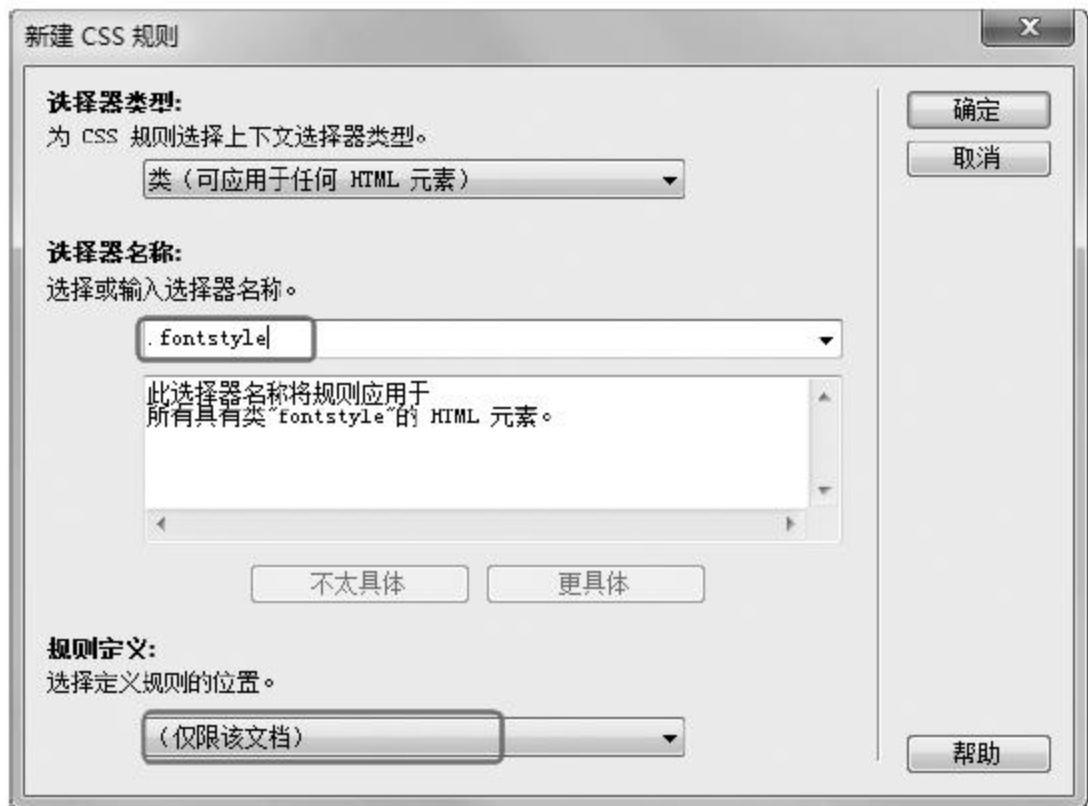 新建 CSS 规则
选择器类型:
为 CSS 规则选择上下文选择器类型。
类（可应用于任何 HTML 元素）
确定
取消
选择器名称:
选择或输入选择器名称。
.fontstyle
此选择器名称将规则应用于
所有具有类"fontstyle"的 HTML 元素。
不太具体
更具体
规则定义:
选择定义规则的位置。
（仅限该文档）
帮助